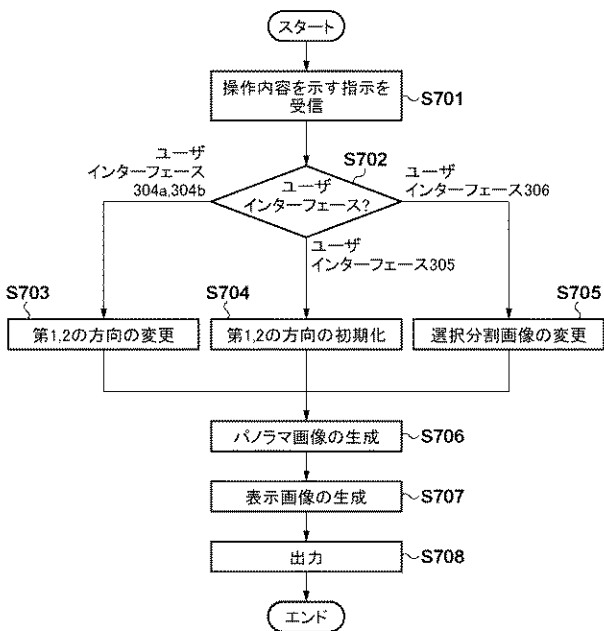 スタート
操作内容を示す指示を
受信
S701
ユーザ
インターフェース
304a,304b
S702
ユーザ
インターフェース?
ユーザ
インターフェース306
ユーザ
インターフェース305
S703
第1,2の方向の変更
S704
第1,2の方向の初期化
S705
選択分割画像の変更
パノラマ画像の生成
S706
表示画像の生成
S707
出力
S708
エンド